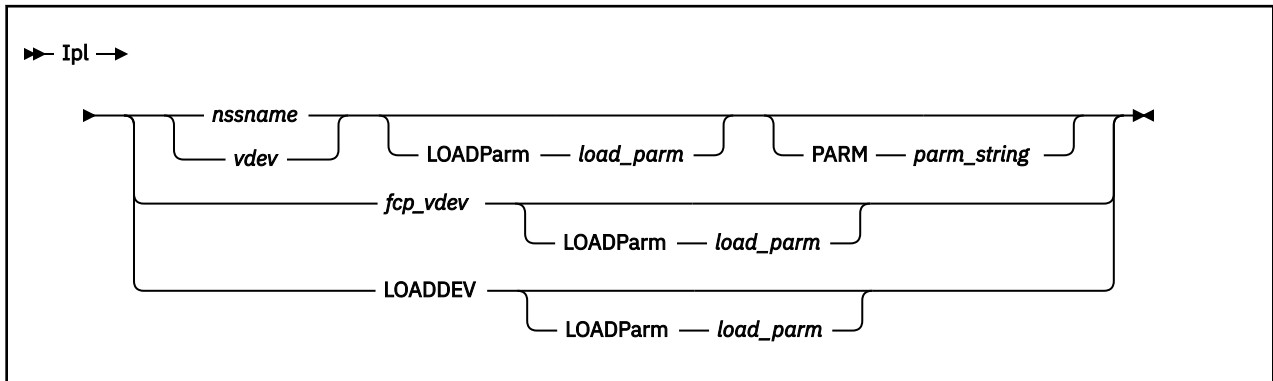 Ipl
nssname
vdev
LOADParm load_parm
PARM parm_string
fcp_vdev
LOADParm load_parm
LOADDEV
LOADParm load_parm